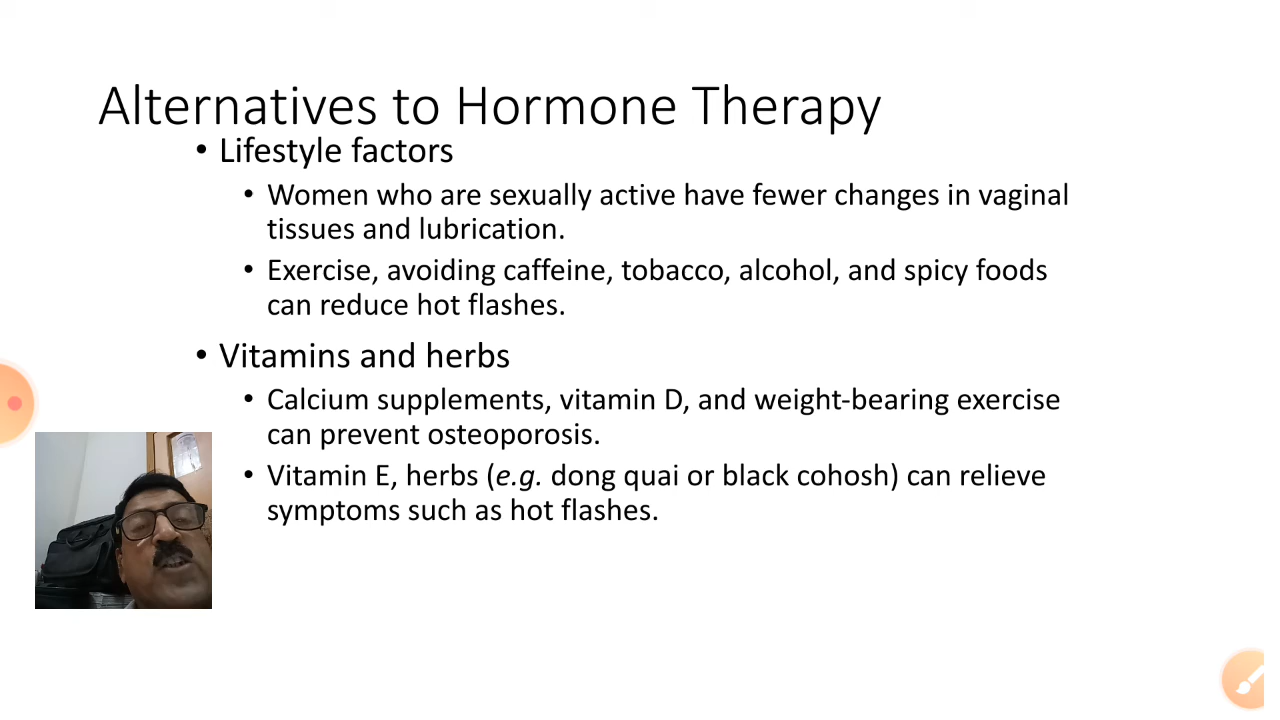 Alternatives to Hormone Therapy
• Lifestyle factors
• Women who are sexually active have fewer changes in vaginal
tissues and lubrication.
• Exercise, avoiding caffeine, tobacco, alcohol, and spicy foods
can reduce hot flashes.
• Vitamins and herbs
• Calcium supplements, vitamin D, and weight-bearing exercise
can prevent osteoporosis.
• Vitamin E, herbs (e.g. dong quai or black cohosh) can relieve
symptoms such as hot flashes.